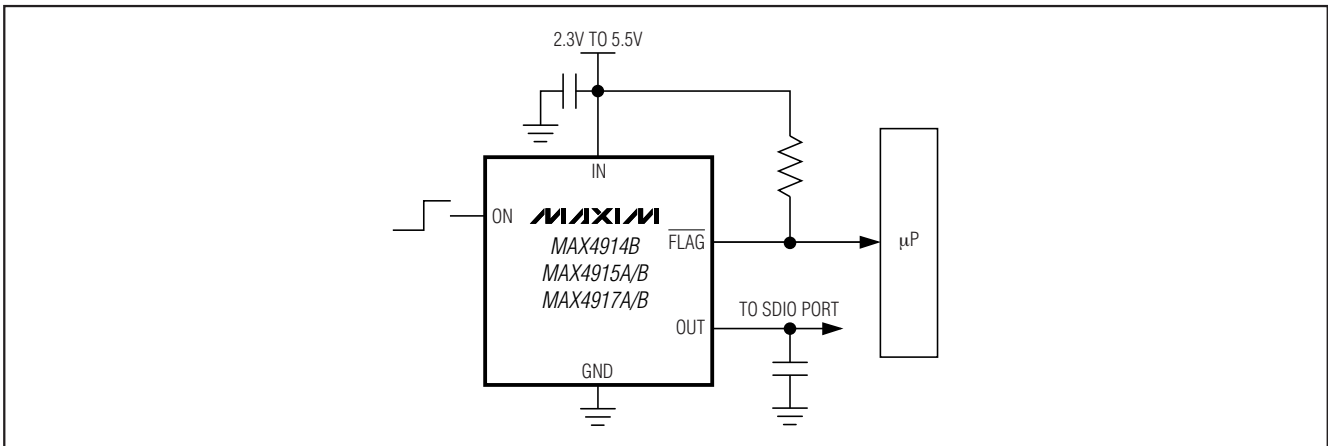 2.3V TO 5.5V
IN
ON
MAXIM
MAX4914B
MAX4915A/B
MAX4917A/B
FLAG
µP
TO SDIO PORT
OUT
GND